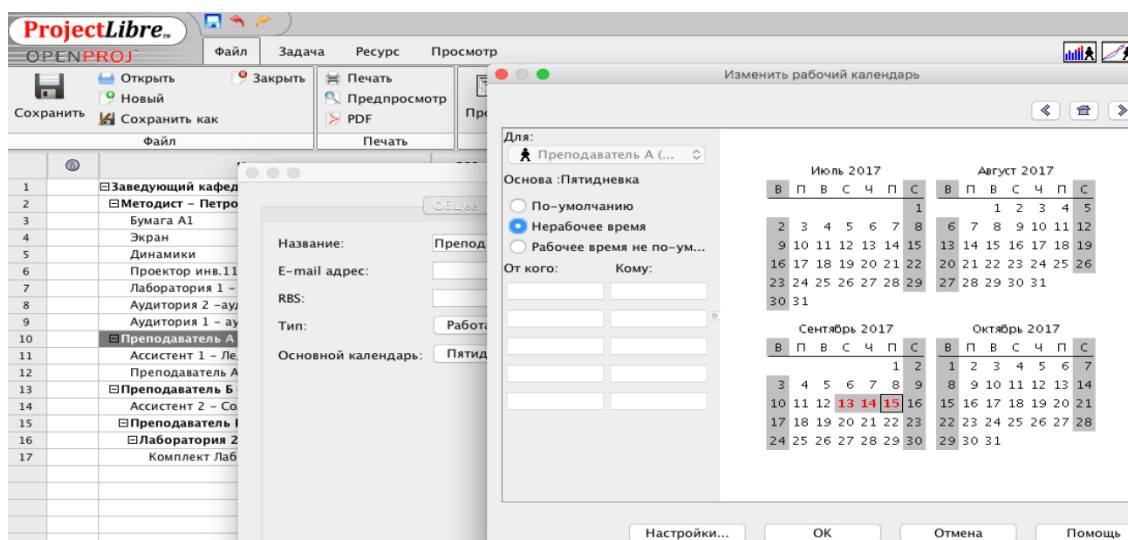 ProjectLibre™
OPENPROJ
Файл Задача Ресурс Просмотр
Сохранить
Открыть
Новый
Сохранить как
Закрыть
Файл
Печать
Предпросмотр
PDF
Печать
1 Заведующий кафед
2 Методист – Петро
3 Бумага А1
4 Экран
5 Динамики
6 Проектор инв.11
7 Лаборатория 1 –
8 Аудитория 2 –ау
9 Аудитория 1 – ау
10 Преподаватель А
11 Ассистент 1 – Ле
12 Преподаватель А
13 Преподаватель Б
14 Ассистент 2 – Со
15 Преподаватель
16 Лаборатория 2
17 Комплект Лаб
Общее
Название: Препод
E-mail адрес:
RBS:
Тип: Работ
Основной календарь: Пятид
Изменить рабочий календарь
Для:
Преподаватель А (...
Основа :Пятидневка
По-умолчанию
Нерабочее время
Рабочее время не по-ум...
От кого: Кому:
Июль 2017
В П В С Ч П С
1
2 3 4 5 6 7 8
9 10 11 12 13 14 15
16 17 18 19 20 21 22
23 24 25 26 27 28 29
30 31
Август 2017
В П В С Ч П С
1 2 3 4 5
6 7 8 9 10 11 12
13 14 15 16 17 18 19
20 21 22 23 24 25 26
27 28 29 30 31
Сентябрь 2017
В П В С Ч П С
1 2
3 4 5 6 7 8 9
10 11 12 13 14 15 16
17 18 19 20 21 22 23
24 25 26 27 28 29 30
Октябрь 2017
В П В С Ч П С
1 2 3 4 5 6 7
8 9 10 11 12 13 14
15 16 17 18 19 20 21
22 23 24 25 26 27 28
29 30 31
Настройки... OK Отмена Помощь